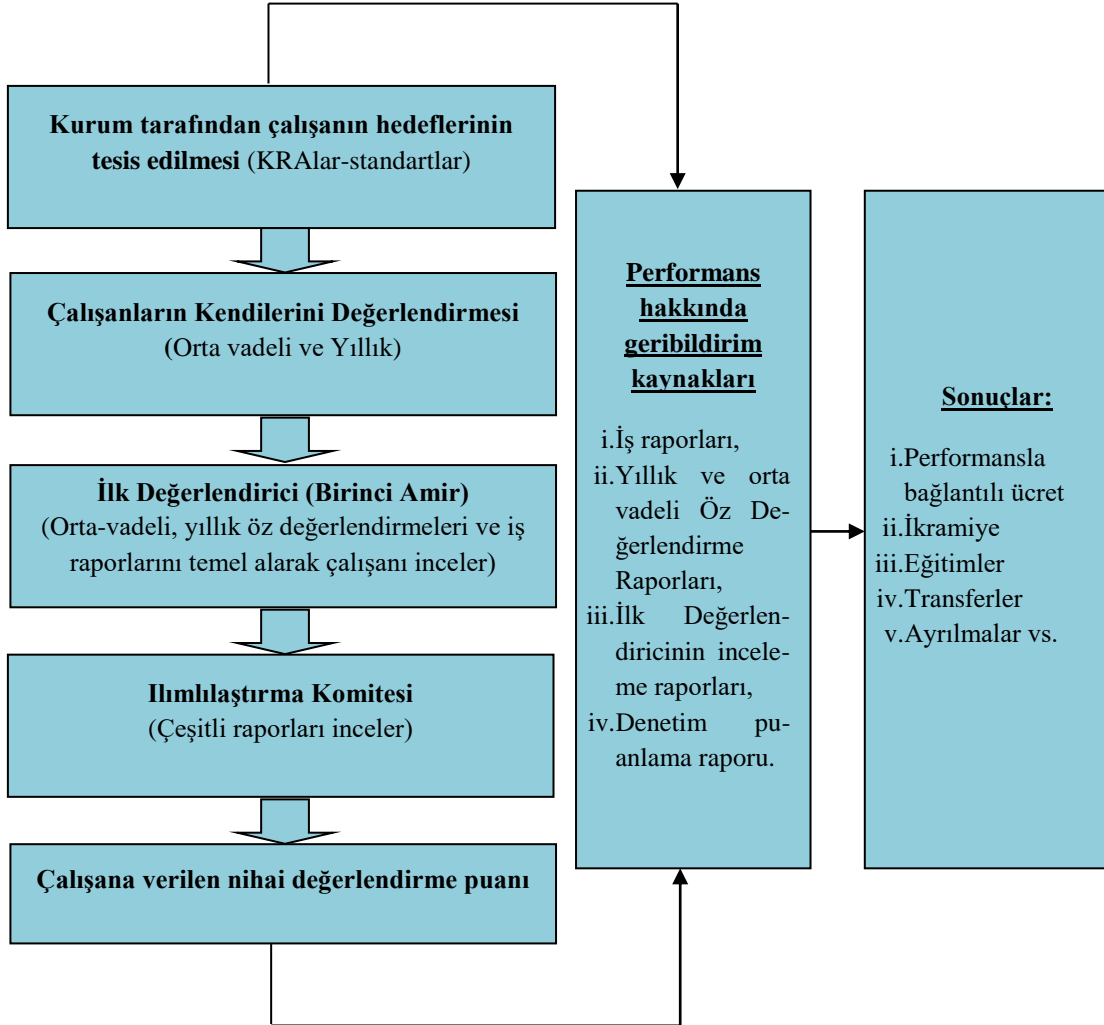 Kurum tarafından çalışanın hedeflerinin
tesis edilmesi (KRAlar-standartlar)
Çalışanların Kendilerini Değerlendirmesi
(Orta vadeli ve Yıllık)
İlk Değerlendirici (Birinci Amir)
(Orta-vadeli, yıllık öz değerlendirmeleri ve iş
raporlarını temel alarak çalışanı inceler)
Ilımlılaştırma Komitesi
(Çeşitli raporları inceler)
Çalışana verilen nihai değerlendirme puanı
Performans
hakkında
geribildirim
kaynakları
i.İş raporları,
ii.Yıllık ve orta
vadeli Öz De-
ğerlendirme
Raporları,
iii.İlk Değerlen-
diricinin incele-
me raporları,
iv.Denetim pu-
anlama raporu.
Sonuçlar:
i.Performansla
bağlantılı ücret
ii.İkramiye
iii.Eğitimler
iv.Transferler
v.Ayrılmalar vs.